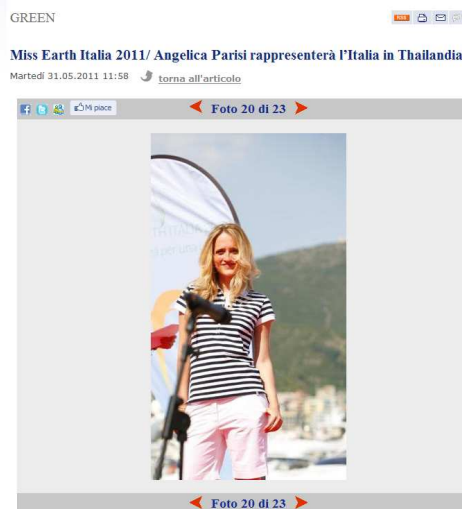 GREEN
RSS
Miss Earth Italia 2011/ Angelica Parisi rappresenterà l'Italia in Thailandia
Martedì 31.05.2011 11:58 torna all'articolo
Mi piace
Foto 20 di 23
Foto 20 di 23